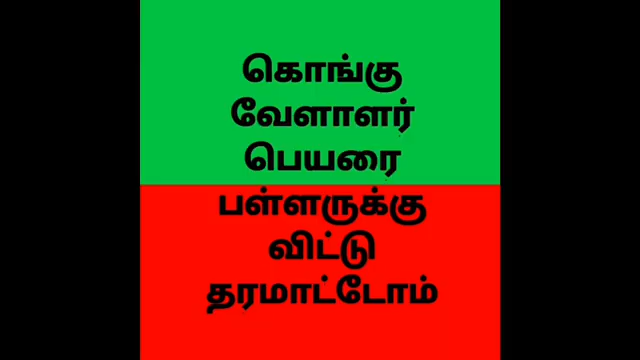 கொங்கு
வேளாளர்
பெயரை
பள்ளருக்கு
விட்டு
தரமாட்டோம்